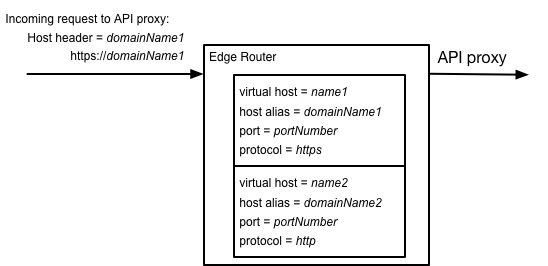 Incoming request to API proxy:
Host header = domainName1
https://domainName1
Edge Router
API proxy
virtual host = name1
host alias = domainName1
port = portNumber
protocol = https
virtual host = name2
host alias = domainName2
port = portNumber
protocol = http